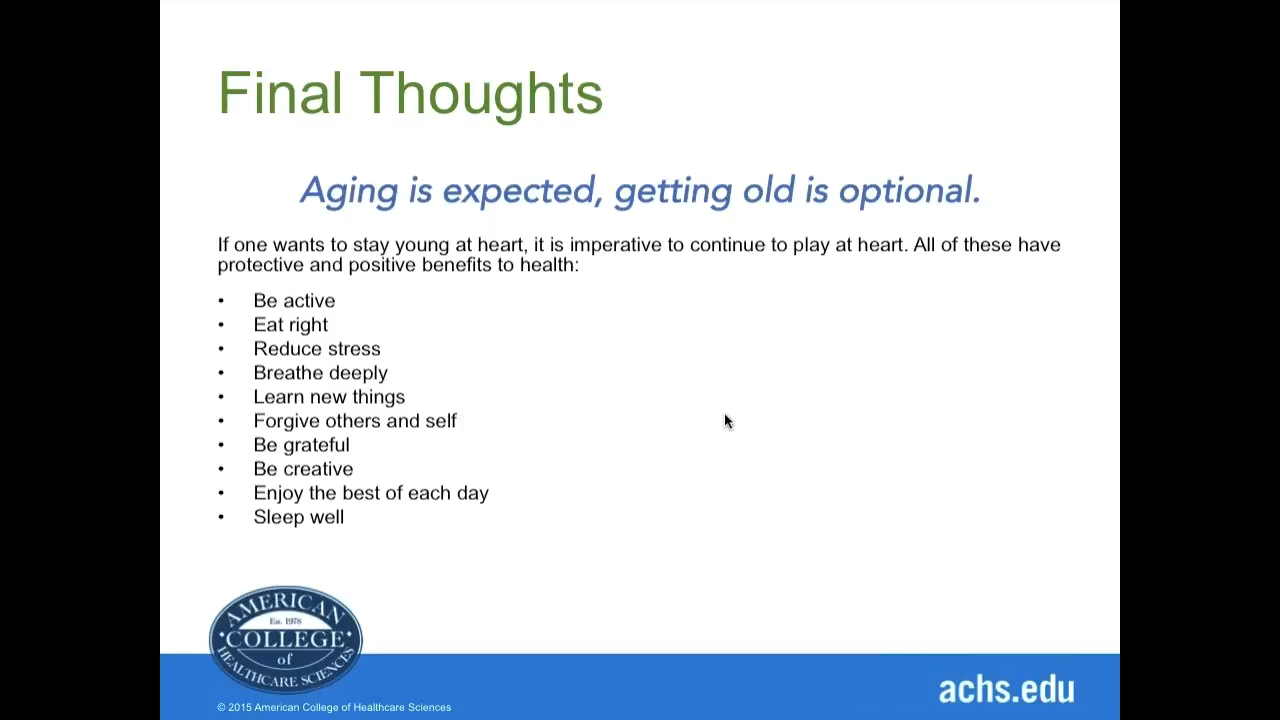 Final Thoughts
Aging is expected, getting old is optional.
If one wants to stay young at heart, it is imperative to continue to play at heart. All of these have
protective and positive benefits to health:
• Be active
• Eat right
• Reduce stress
• Breathe deeply
• Learn new things
• Forgive others and self
• Be grateful
• Be creative
• Enjoy the best of each day
• Sleep well
AMERICAN
Est. 1978
COLLEGE
of
HEALTHCARE SCIENCES
achs.edu
© 2015 American College of Healthcare Sciences